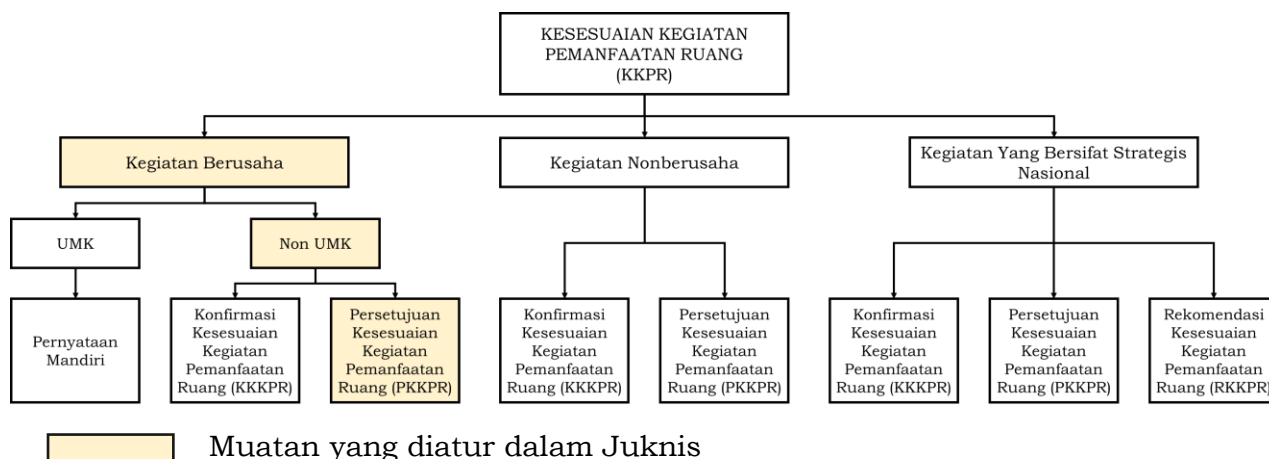 KESESUAIAN KEGIATAN
PEMANFAATAN RUANG
(KKPR)
Kegiatan Berusaha
Kegiatan Nonberusaha
Kegiatan Yang Bersifat Strategis
Nasional
UMK
Non UMK
Pernyataan
Mandiri
Konfirmasi
Kesesuaian
Kegiatan
Pemanfaatan
Ruang (KKKPR)
Persetujuan
Kesesuaian
Kegiatan
Pemanfaatan
Ruang (PKKPR)
Konfirmasi
Kesesuaian
Kegiatan
Pemanfaatan
Ruang (KKKPR)
Persetujuan
Kesesuaian
Kegiatan
Pemanfaatan
Ruang (PKKPR)
Konfirmasi
Kesesuaian
Kegiatan
Pemanfaatan
Ruang (KKKPR)
Persetujuan
Kesesuaian
Kegiatan
Pemanfaatan
Ruang (PKKPR)
Rekomendasi
Kesesuaian
Kegiatan
Pemanfaatan
Ruang (RKKPR)
Muatan yang diatur dalam Juknis